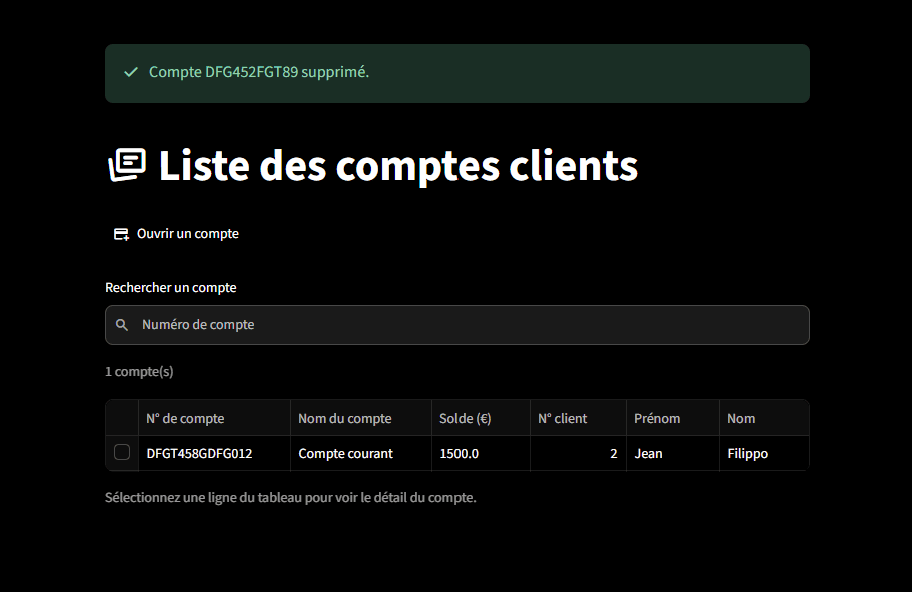 Compte DFG452FGT89 supprimé.
Liste des comptes clients
Ouvrir un compte
Rechercher un compte
Numéro de compte
1 compte(s)
N° de compte Nom du compte Solde (€) N° client Prénom Nom
DFGT458GDFG012 Compte courant 1500.0 2 Jean Filippo
Sélectionnez une ligne du tableau pour voir le détail du compte.